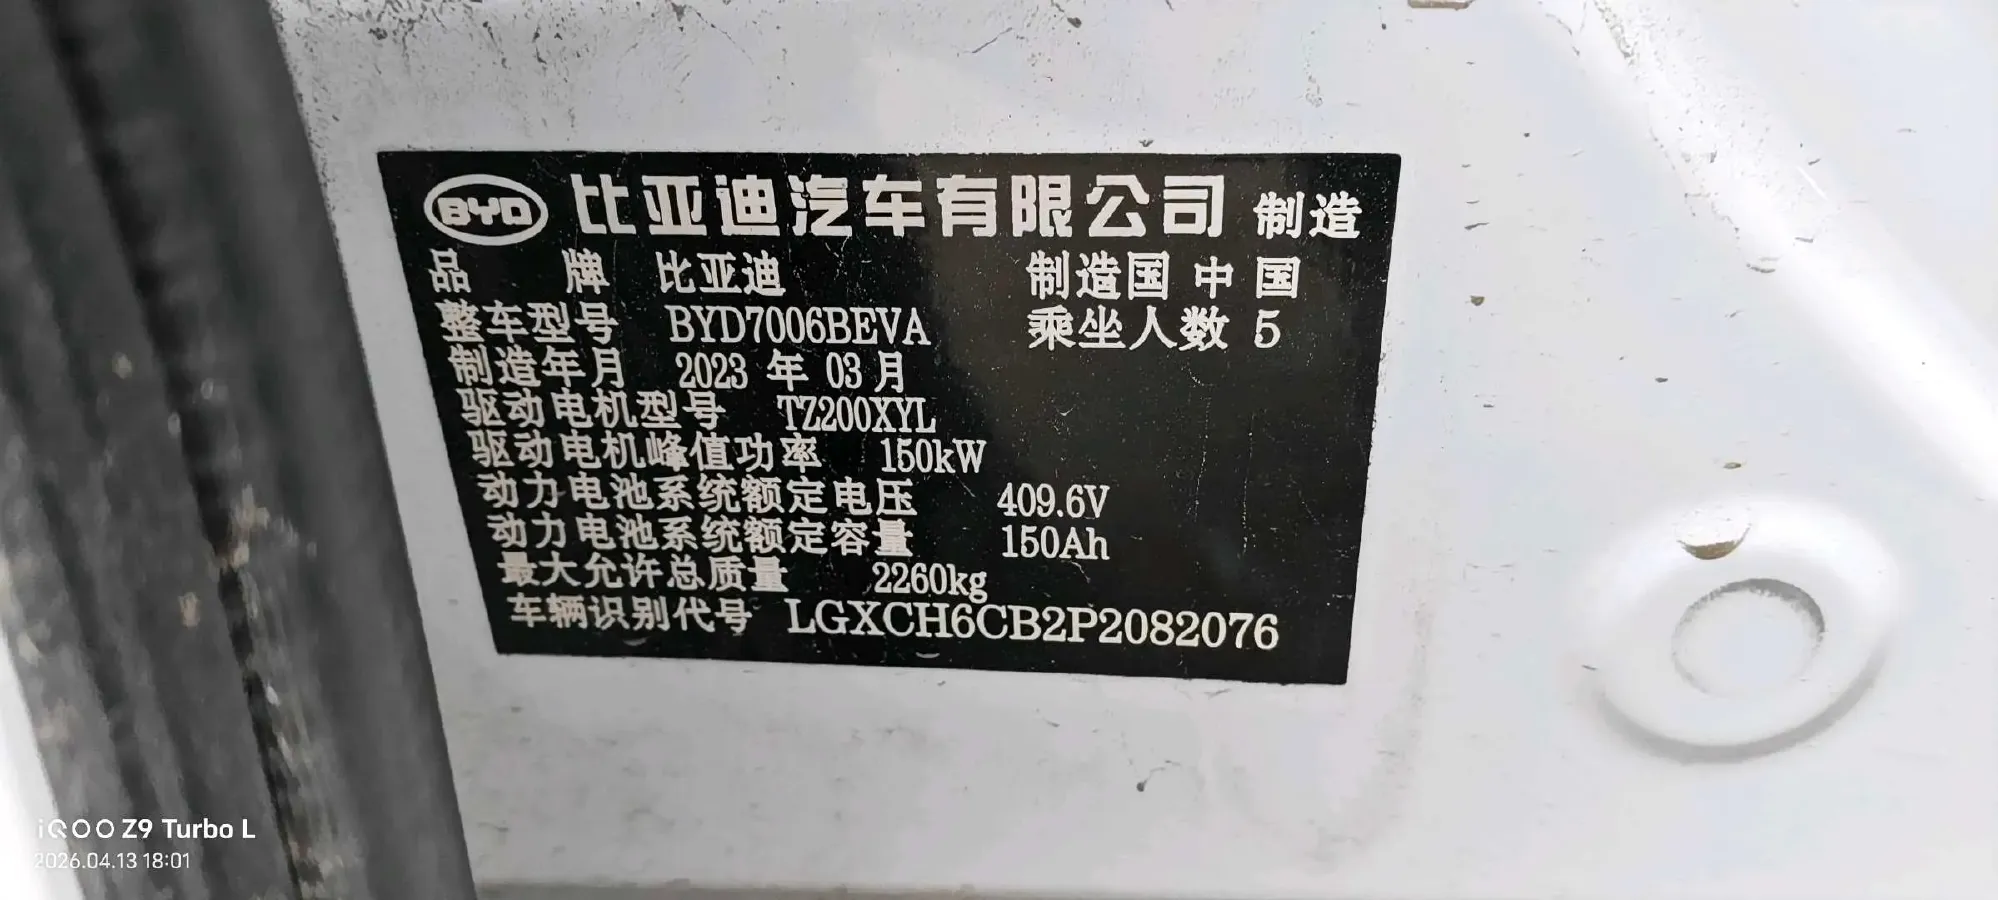 BYD 比亚迪汽车有限公司 制造
品牌 比亚迪 制造国 中国
整车型号 BYD7006BEVA 乘坐人数 5
制造年月 2023 年 03 月
驱动电机型号 TZ200XYL
驱动电机峰值功率 150kW
动力电池系统额定电压 409.6V
动力电池系统额定容量 150Ah
最大允许总质量 2260kg
车辆识别代号 LGXCH6CB2P2082076
iQOO Z9 Turbo L
2026.04.13 18:01